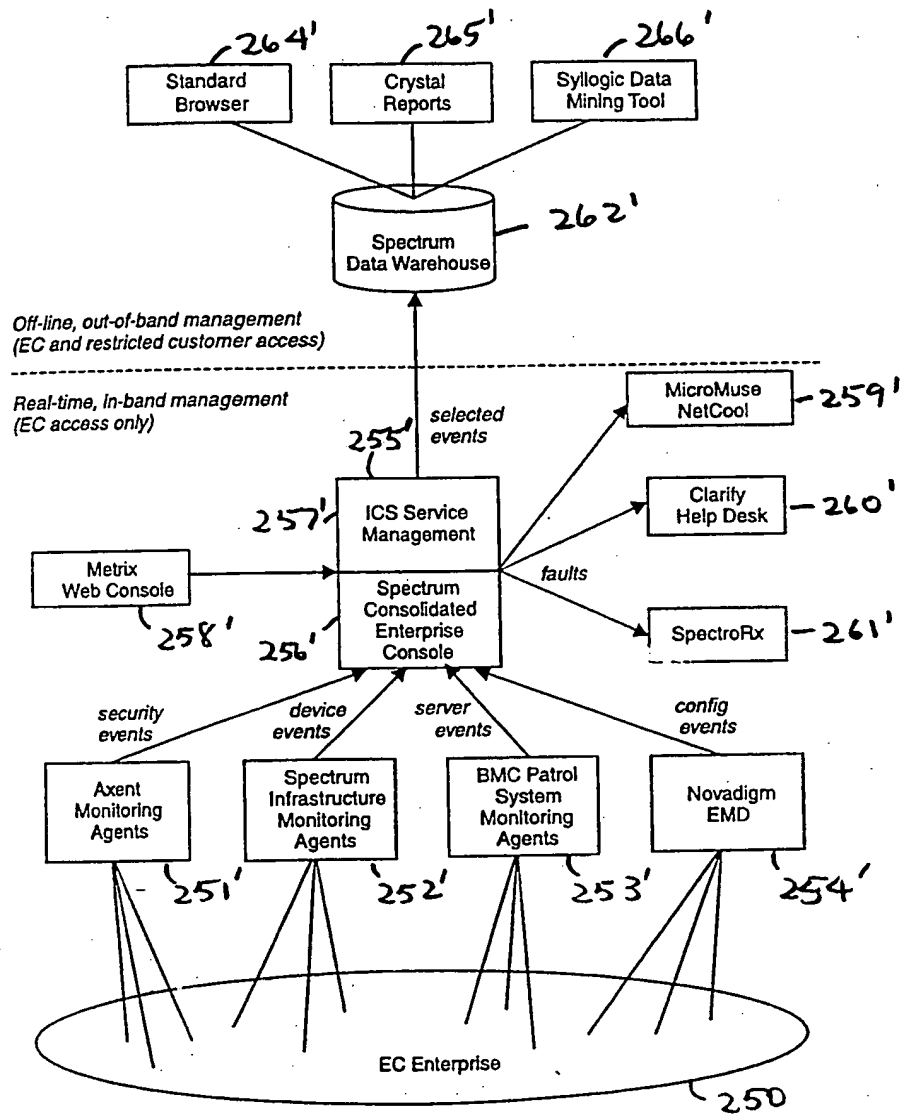 264'
265'
266'
Standard
Browser
Crystal
Reports
Syllogic Data
Mining Tool
Spectrum
Data Warehouse
262'
Off-line, out-of-band management
(EC and restricted customer access)
Real-time, in-band management
(EC access only)
selected
events
MicroMuse
NetCool
259'
255'
257'
ICS Service
Management
Clarify
Help Desk
260'
Metrix
Web Console
258'
Spectrum
Consolidated
Enterprise
Console
256'
faults
SpectroRx
261'
security
events
device
events
server
events
config
events
Axent
Monitoring
Agents
Spectrum
Infrastructure
Monitoring
Agents
BMC Patrol
System
Monitoring
Agents
Novadigm
EMD
251'
252'
253'
254'
EC Enterprise
250